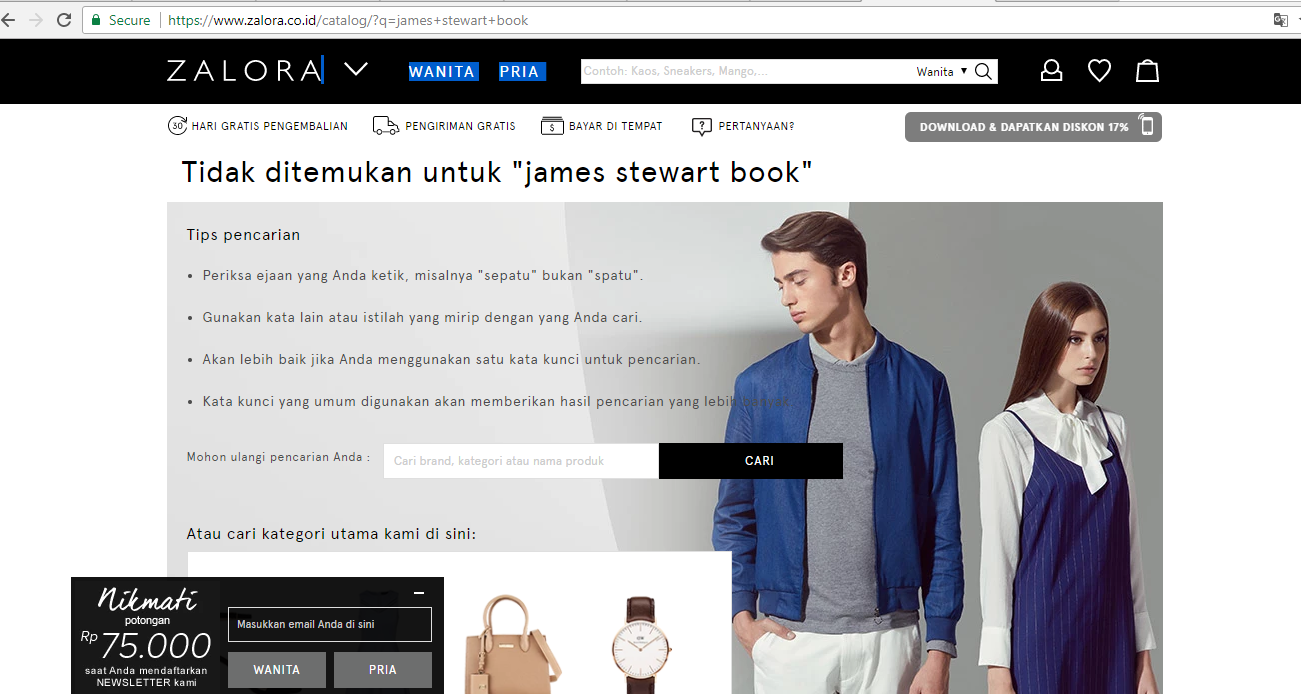 Secure https://www.zalora.co.id/catalog/?q=james+stewart+book
ZALORA WANITA PRIA Contoh: Kaos, Sneakers, Mango,... Wanita
30 HARI GRATIS PENGEMBALIAN PENGIRIMAN GRATIS $ BAYAR DI TEMPAT ? PERTANYAAN? DOWNLOAD & DAPATKAN DISKON 17%
Tidak ditemukan untuk "james stewart book"
Tips pencarian
• Periksa ejaan yang Anda ketik, misalnya "sepatu" bukan "spatu".
• Gunakan kata lain atau istilah yang mirip dengan yang Anda cari.
• Akan lebih baik jika Anda menggunakan satu kata kunci untuk pencarian.
• Kata kunci yang umum digunakan akan memberikan hasil pencarian yang lebih banyak.
Mohon ulangi pencarian Anda : Cari brand, kategori atau nama produk CARI
Atau cari kategori utama kami di sini:
Nikmati
potongan
Rp 75.000
saat Anda mendaftarkan
NEWSLETTER kami
Masukkan email Anda di sini
WANITA PRIA